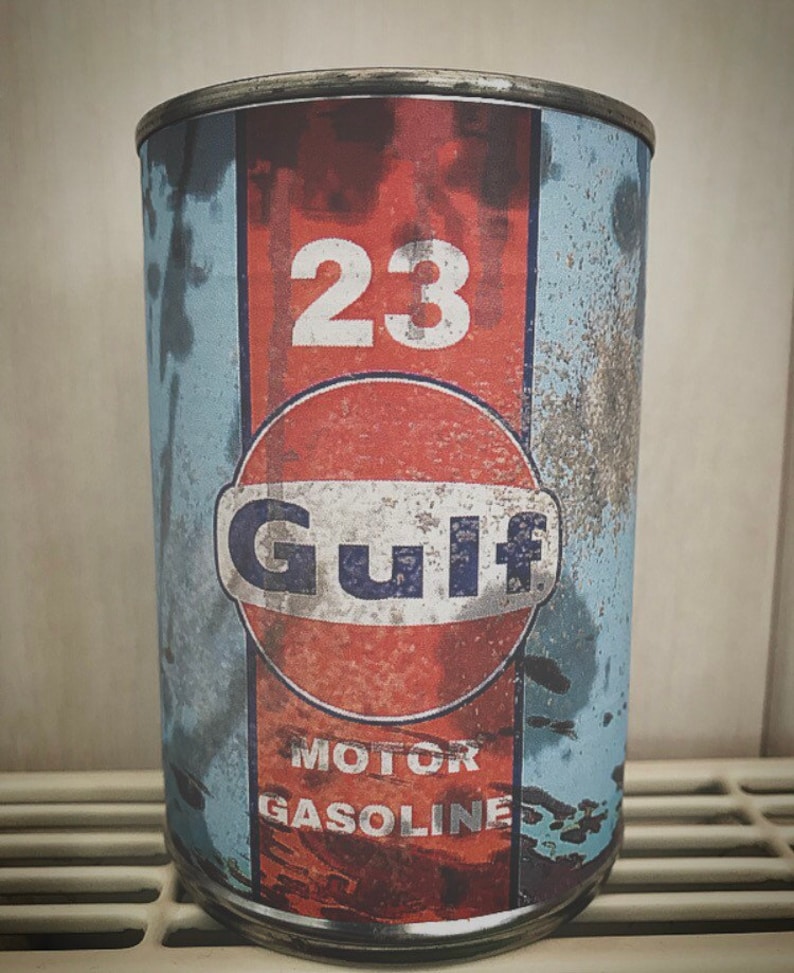 23
Gulf
MOTOR
GASOLINE